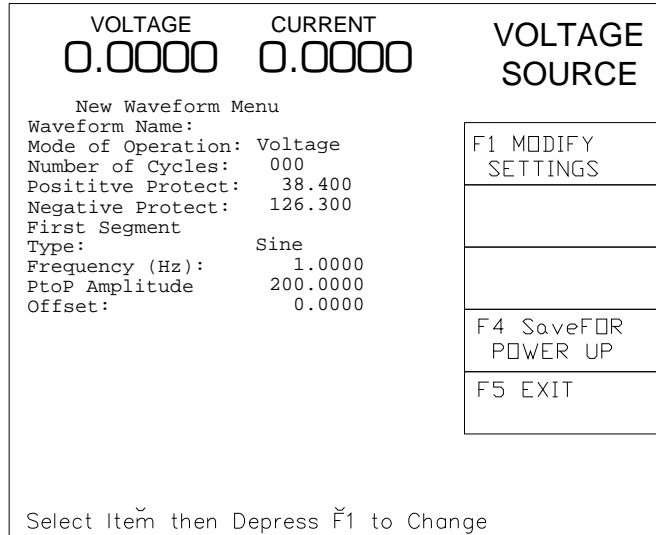 VOLTAGE CURRENT
0.0000 0.0000
VOLTAGE
SOURCE
New Waveform Menu
Waveform Name:
Mode of Operation: Voltage
Number of Cycles: 000
Posititve Protect: 38.400
Negative Protect: 126.300
First Segment
Type: Sine
Frequency (Hz): 1.0000
PtoP Amplitude 200.0000
Offset: 0.0000
F1 MODIFY
SETTINGS
F4 SaveFOR
POWER UP
F5 EXIT
Select Item then Depress F1 to Change